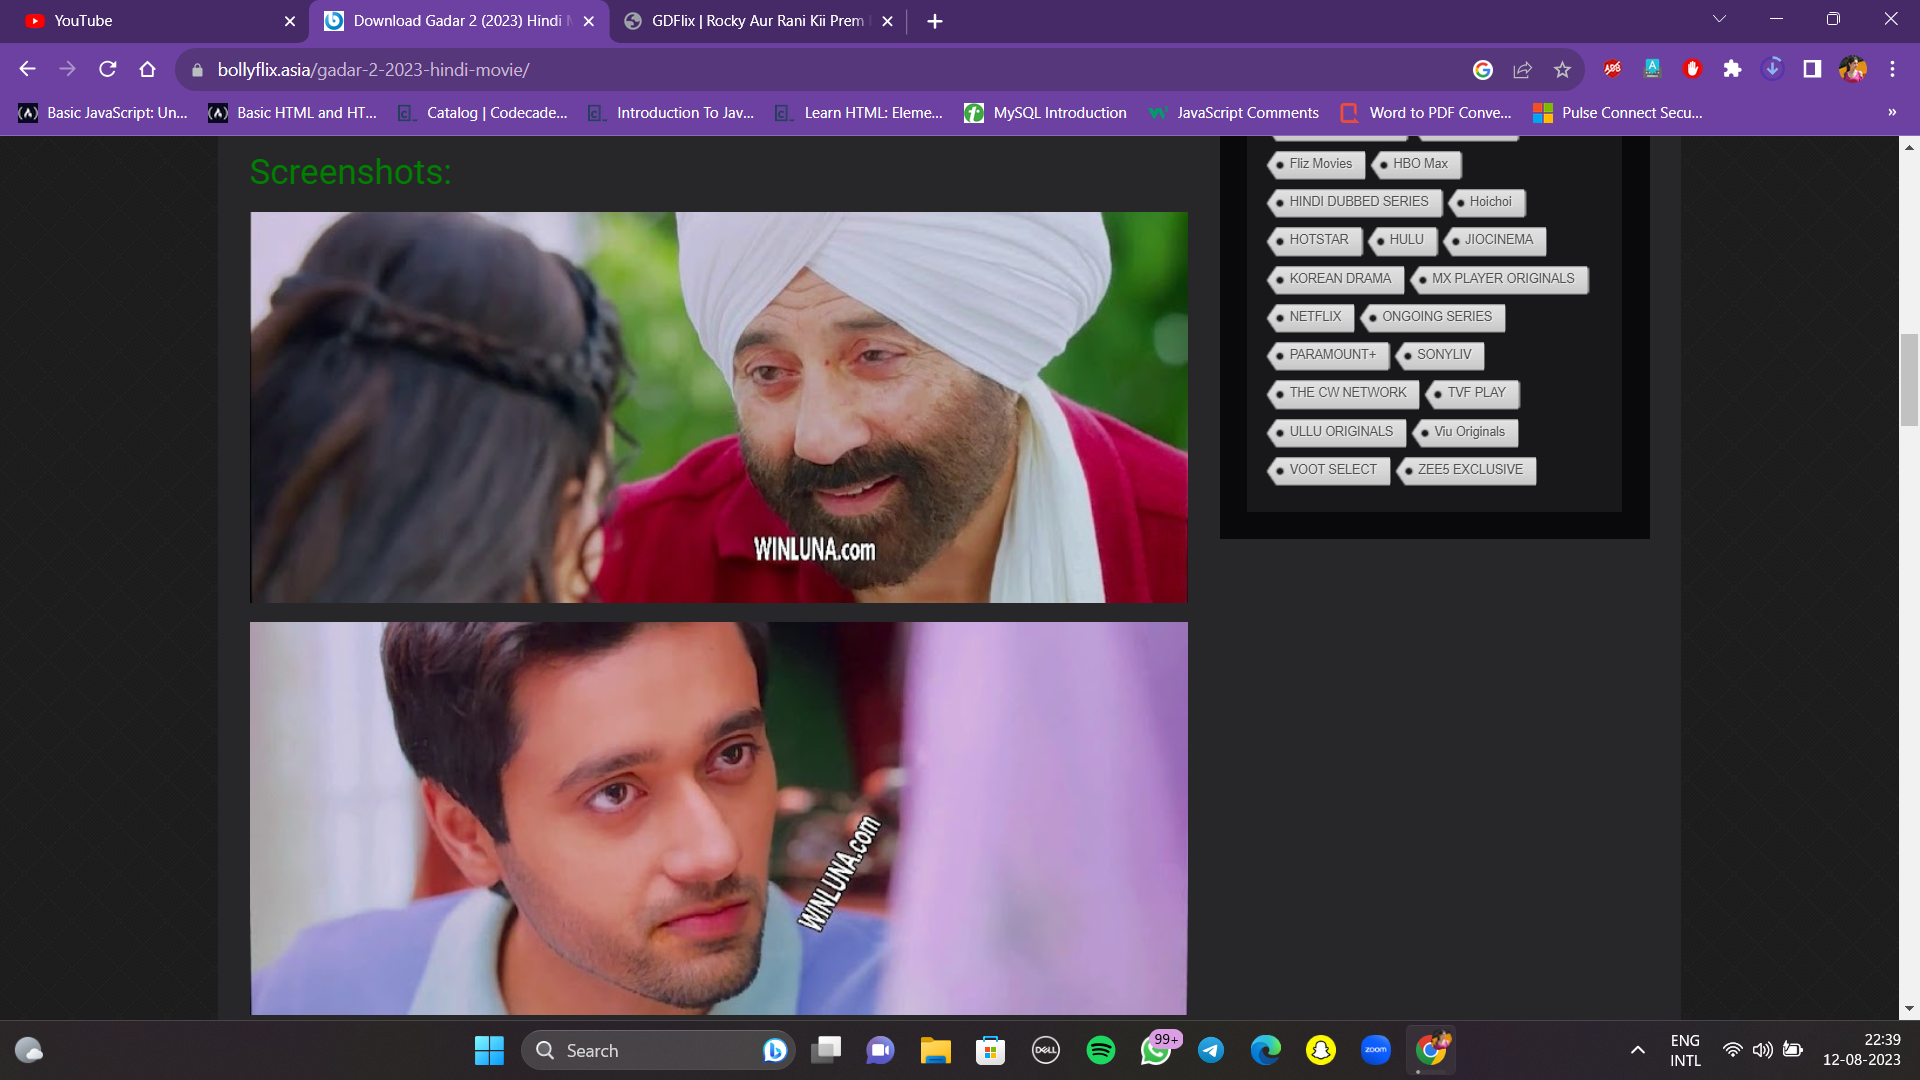 YouTube
Download Gadar 2 (2023) Hindi
GDFlix | Rocky Aur Rani Kii Prem
bollyflix.asia/gadar-2-2023-hindi-movie/
Basic JavaScript: Un...
Basic HTML and HT...
Catalog | Codecade...
Introduction To Jav...
Learn HTML: Eleme...
MySQL Introduction
JavaScript Comments
Word to PDF Conve...
Pulse Connect Secu...
»
Screenshots:
WINLUNA.com
WINLUNA.com
Fliz Movies
HBO Max
HINDI DUBBED SERIES
Hoichoi
HOTSTAR
HULU
JIOCINEMA
KOREAN DRAMA
MX PLAYER ORIGINALS
NETFLIX
ONGOING SERIES
PARAMOUNT+
SONYLIV
THE CW NETWORK
TVF PLAY
ULLU ORIGINALS
Viu Originals
VOOT SELECT
ZEE5 EXCLUSIVE
Search
DELL
99+
zoom
ENG
INTL
22:39
12-08-2023